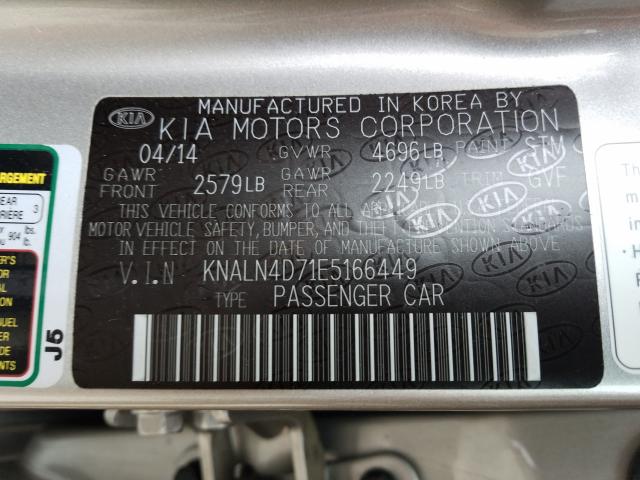 MANUFACTURED IN KOREA BY
KIA KIA MOTORS CORPORATION
04/14 GVWR 4696LB PAINT STM
GAWR FRONT 2579LB GAWR REAR 2249LB TRIM GVF
THIS VEHICLE CONFORMS TO ALL
MOTOR VEHICLE SAFETY, BUMPER, AND THEFT
IN EFFECT ON THE DATE OF MANUFACTURE SHOWN ABOVE
V.I.N KNALN4D71E5166449
TYPE PASSENGER CAR
J5